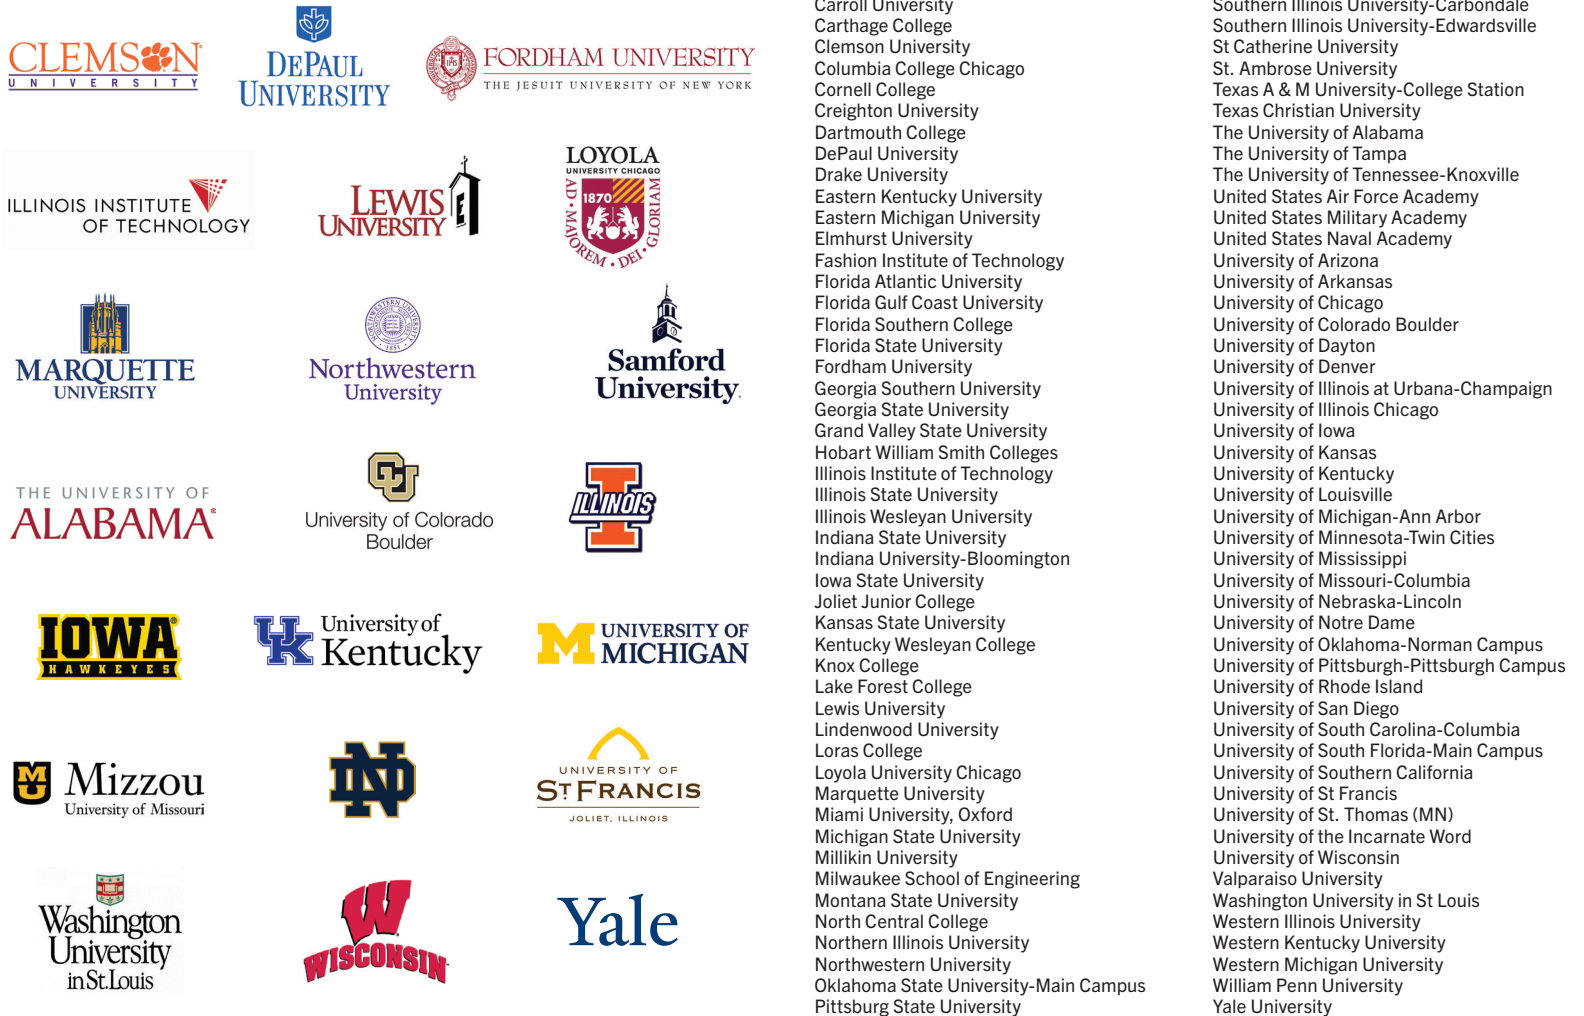 CLEMSON
UNIVERSITY
DEPAUL
UNIVERSITY
FORDHAM UNIVERSITY
THE JESUIT UNIVERSITY OF NEW YORK
ILLINOIS INSTITUTE
OF TECHNOLOGY
LEWIS
UNIVERSITY
LOYOLA
UNIVERSITY CHICAGO
1870
AD • MAJOREM • DEI • GLORIAM
MARQUETTE
UNIVERSITY
NORTHWESTERN UNIVERSITY
1851
Northwestern
University
Samford
University
THE UNIVERSITY OF
ALABAMA®
CU
University of Colorado
Boulder
ILLINOIS
IOWA®
HAWKEYES
UK
University of
Kentucky
M
UNIVERSITY OF
MICHIGAN
MU
Mizzou
University of Missouri
ND
UNIVERSITY OF
ST FRANCIS
JOLIET, ILLINOIS
Washington
University
in St. Louis
W
WISCONSIN
Yale
Carroll University
Carthage College
Clemson University
Columbia College Chicago
Cornell College
Creighton University
Dartmouth College
DePaul University
Drake University
Eastern Kentucky University
Eastern Michigan University
Elmhurst University
Fashion Institute of Technology
Florida Atlantic University
Florida Gulf Coast University
Florida Southern College
Florida State University
Fordham University
Georgia Southern University
Georgia State University
Grand Valley State University
Hobart William Smith Colleges
Illinois Institute of Technology
Illinois State University
Illinois Wesleyan University
Indiana State University
Indiana University-Bloomington
Iowa State University
Joliet Junior College
Kansas State University
Kentucky Wesleyan College
Knox College
Lake Forest College
Lewis University
Lindenwood University
Loras College
Loyola University Chicago
Marquette University
Miami University, Oxford
Michigan State University
Millikin University
Milwaukee School of Engineering
Montana State University
North Central College
Northern Illinois University
Northwestern University
Oklahoma State University-Main Campus
Pittsburg State University
Southern Illinois University-Carbondale
Southern Illinois University-Edwardsville
St Catherine University
St. Ambrose University
Texas A & M University-College Station
Texas Christian University
The University of Alabama
The University of Tampa
The University of Tennessee-Knoxville
United States Air Force Academy
United States Military Academy
United States Naval Academy
University of Arizona
University of Arkansas
University of Chicago
University of Colorado Boulder
University of Dayton
University of Denver
University of Illinois at Urbana-Champaign
University of Illinois Chicago
University of Iowa
University of Kansas
University of Kentucky
University of Louisville
University of Michigan-Ann Arbor
University of Minnesota-Twin Cities
University of Mississippi
University of Missouri-Columbia
University of Nebraska-Lincoln
University of Notre Dame
University of Oklahoma-Norman Campus
University of Pittsburgh-Pittsburgh Campus
University of Rhode Island
University of San Diego
University of South Carolina-Columbia
University of South Florida-Main Campus
University of Southern California
University of St Francis
University of St. Thomas (MN)
University of the Incarnate Word
University of Wisconsin
Valparaiso University
Washington University in St Louis
Western Illinois University
Western Kentucky University
Western Michigan University
William Penn University
Yale University